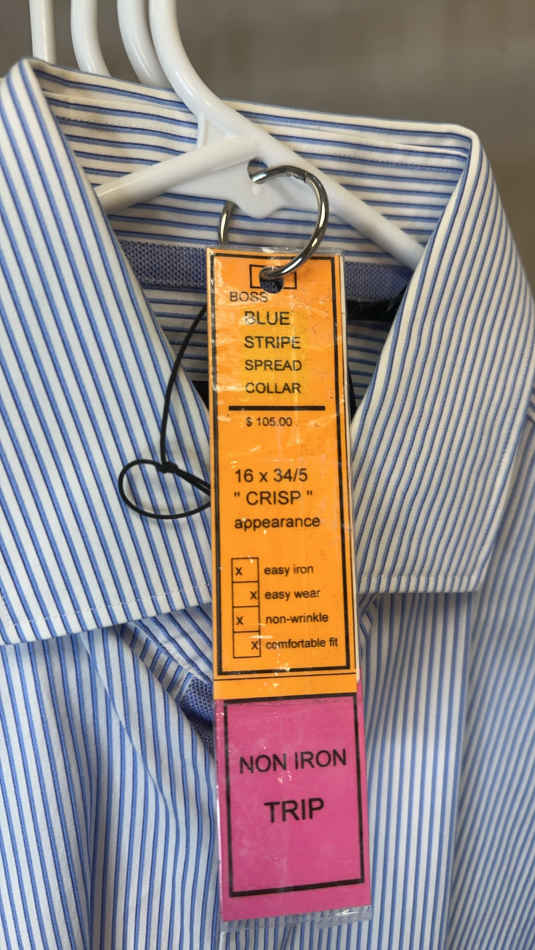 BOSS
BLUE
STRIPE
SPREAD
COLLAR
$ 105.00
16 x 34/5
" CRISP "
appearance
x easy iron
x easy wear
x non-wrinkle
x comfortable fit
NON IRON
TRIP